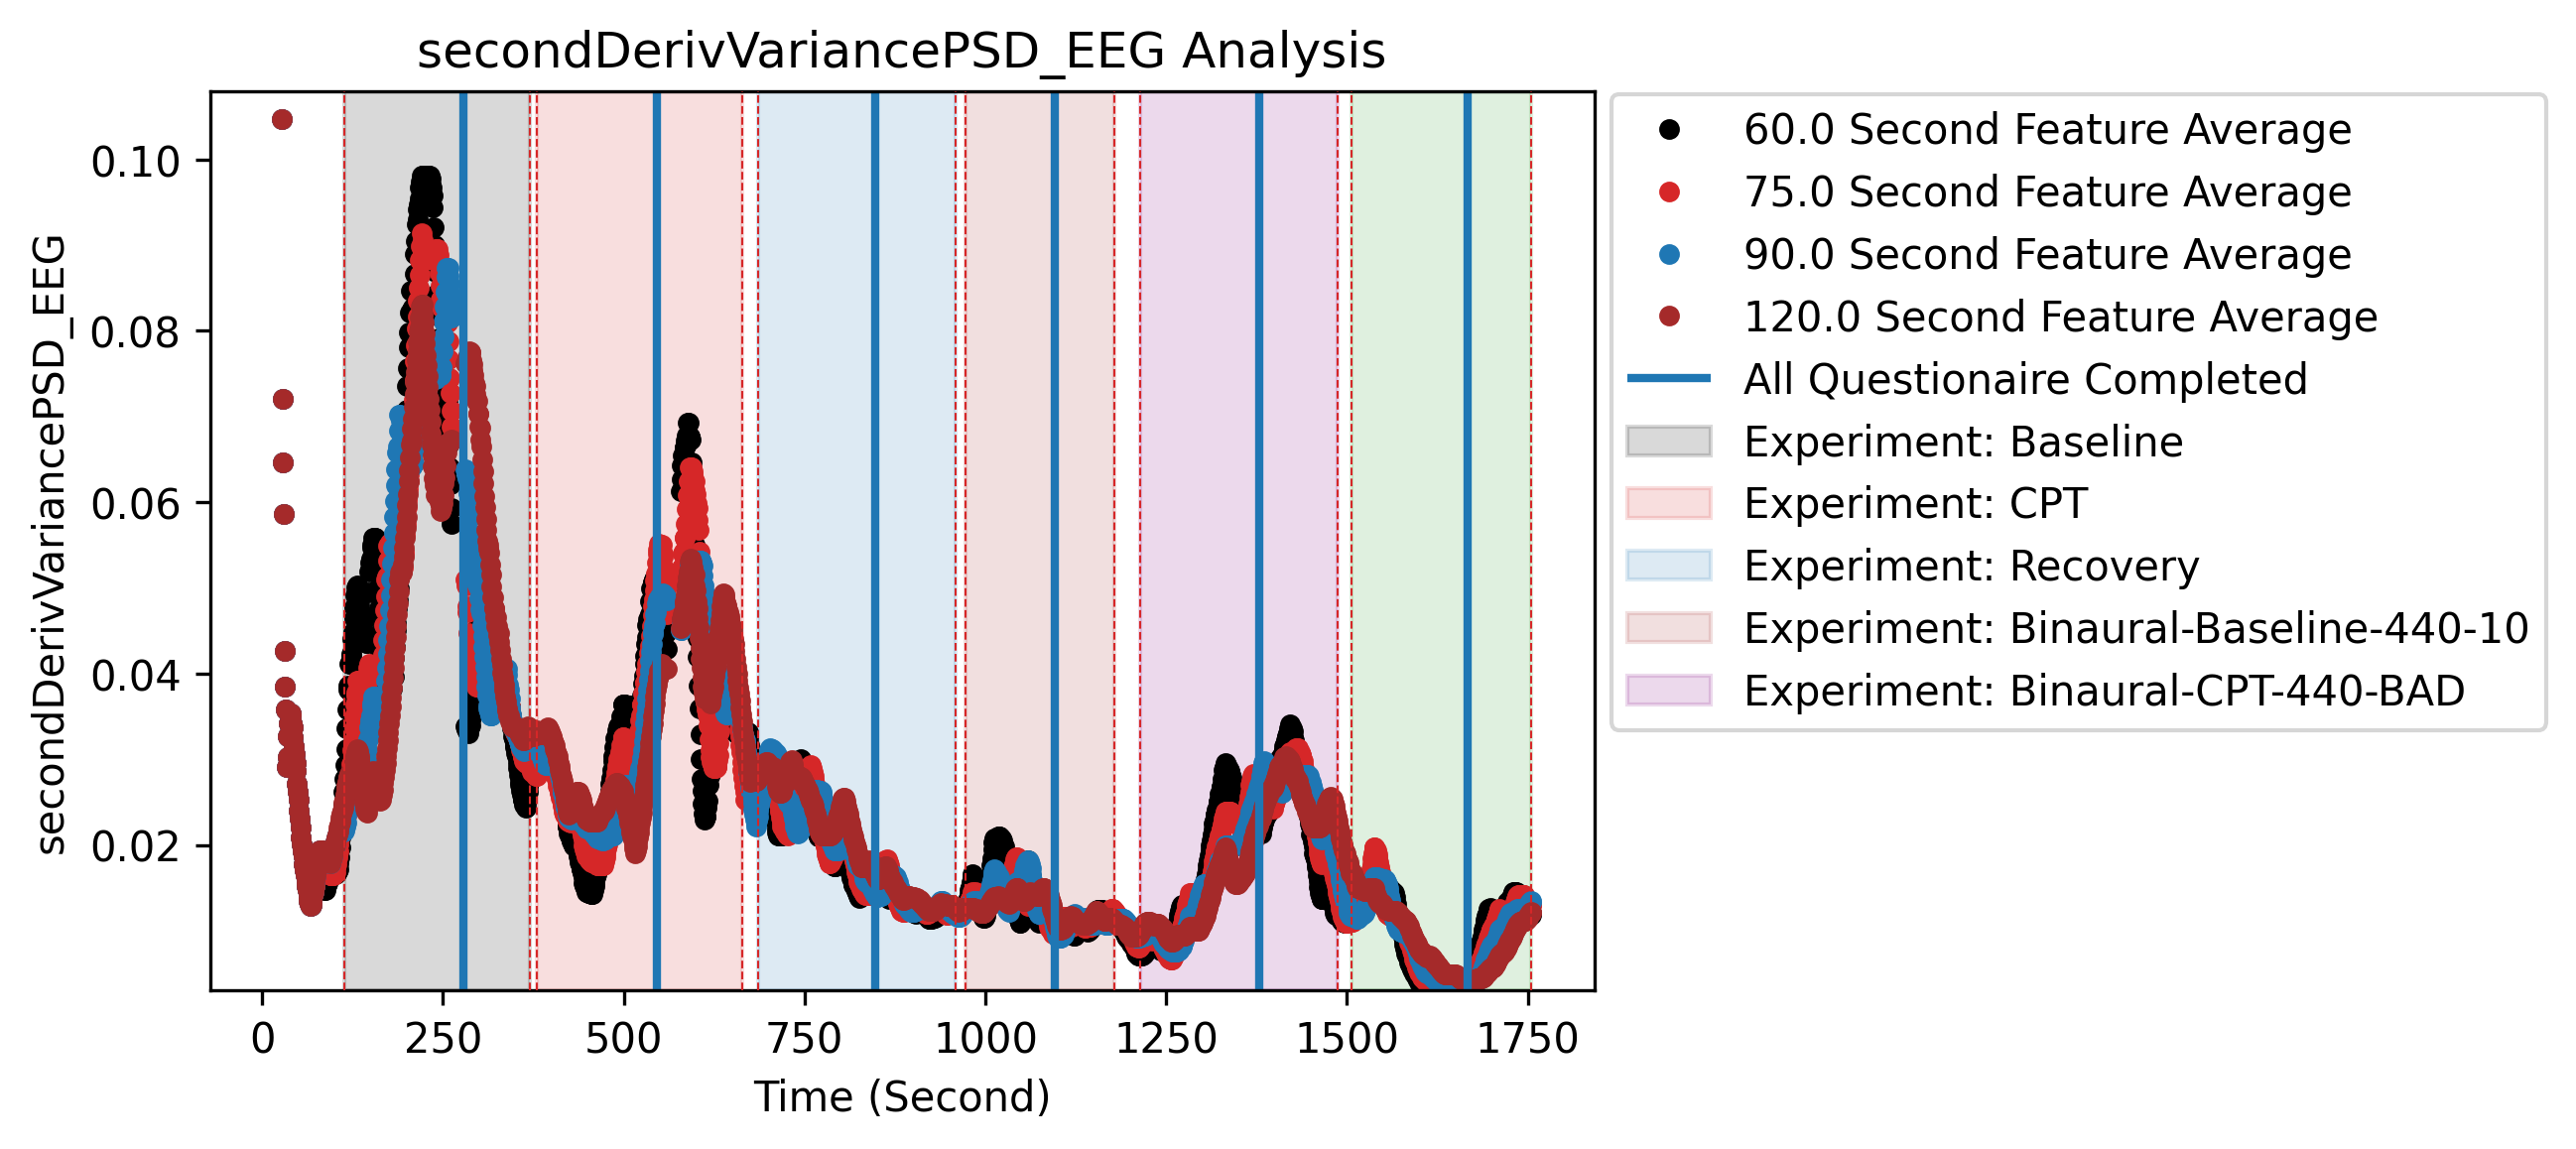 secondDerivVariancePSD_EEG Analysis
secondDerivVariancePSD_EEG
0.10
0.08
0.06
0.04
0.02
0 250 500 750 1000 1250 1500 1750
Time (Second)
60.0 Second Feature Average
75.0 Second Feature Average
90.0 Second Feature Average
120.0 Second Feature Average
All Questionaire Completed
Experiment: Baseline
Experiment: CPT
Experiment: Recovery
Experiment: Binaural-Baseline-440-10
Experiment: Binaural-CPT-440-BAD